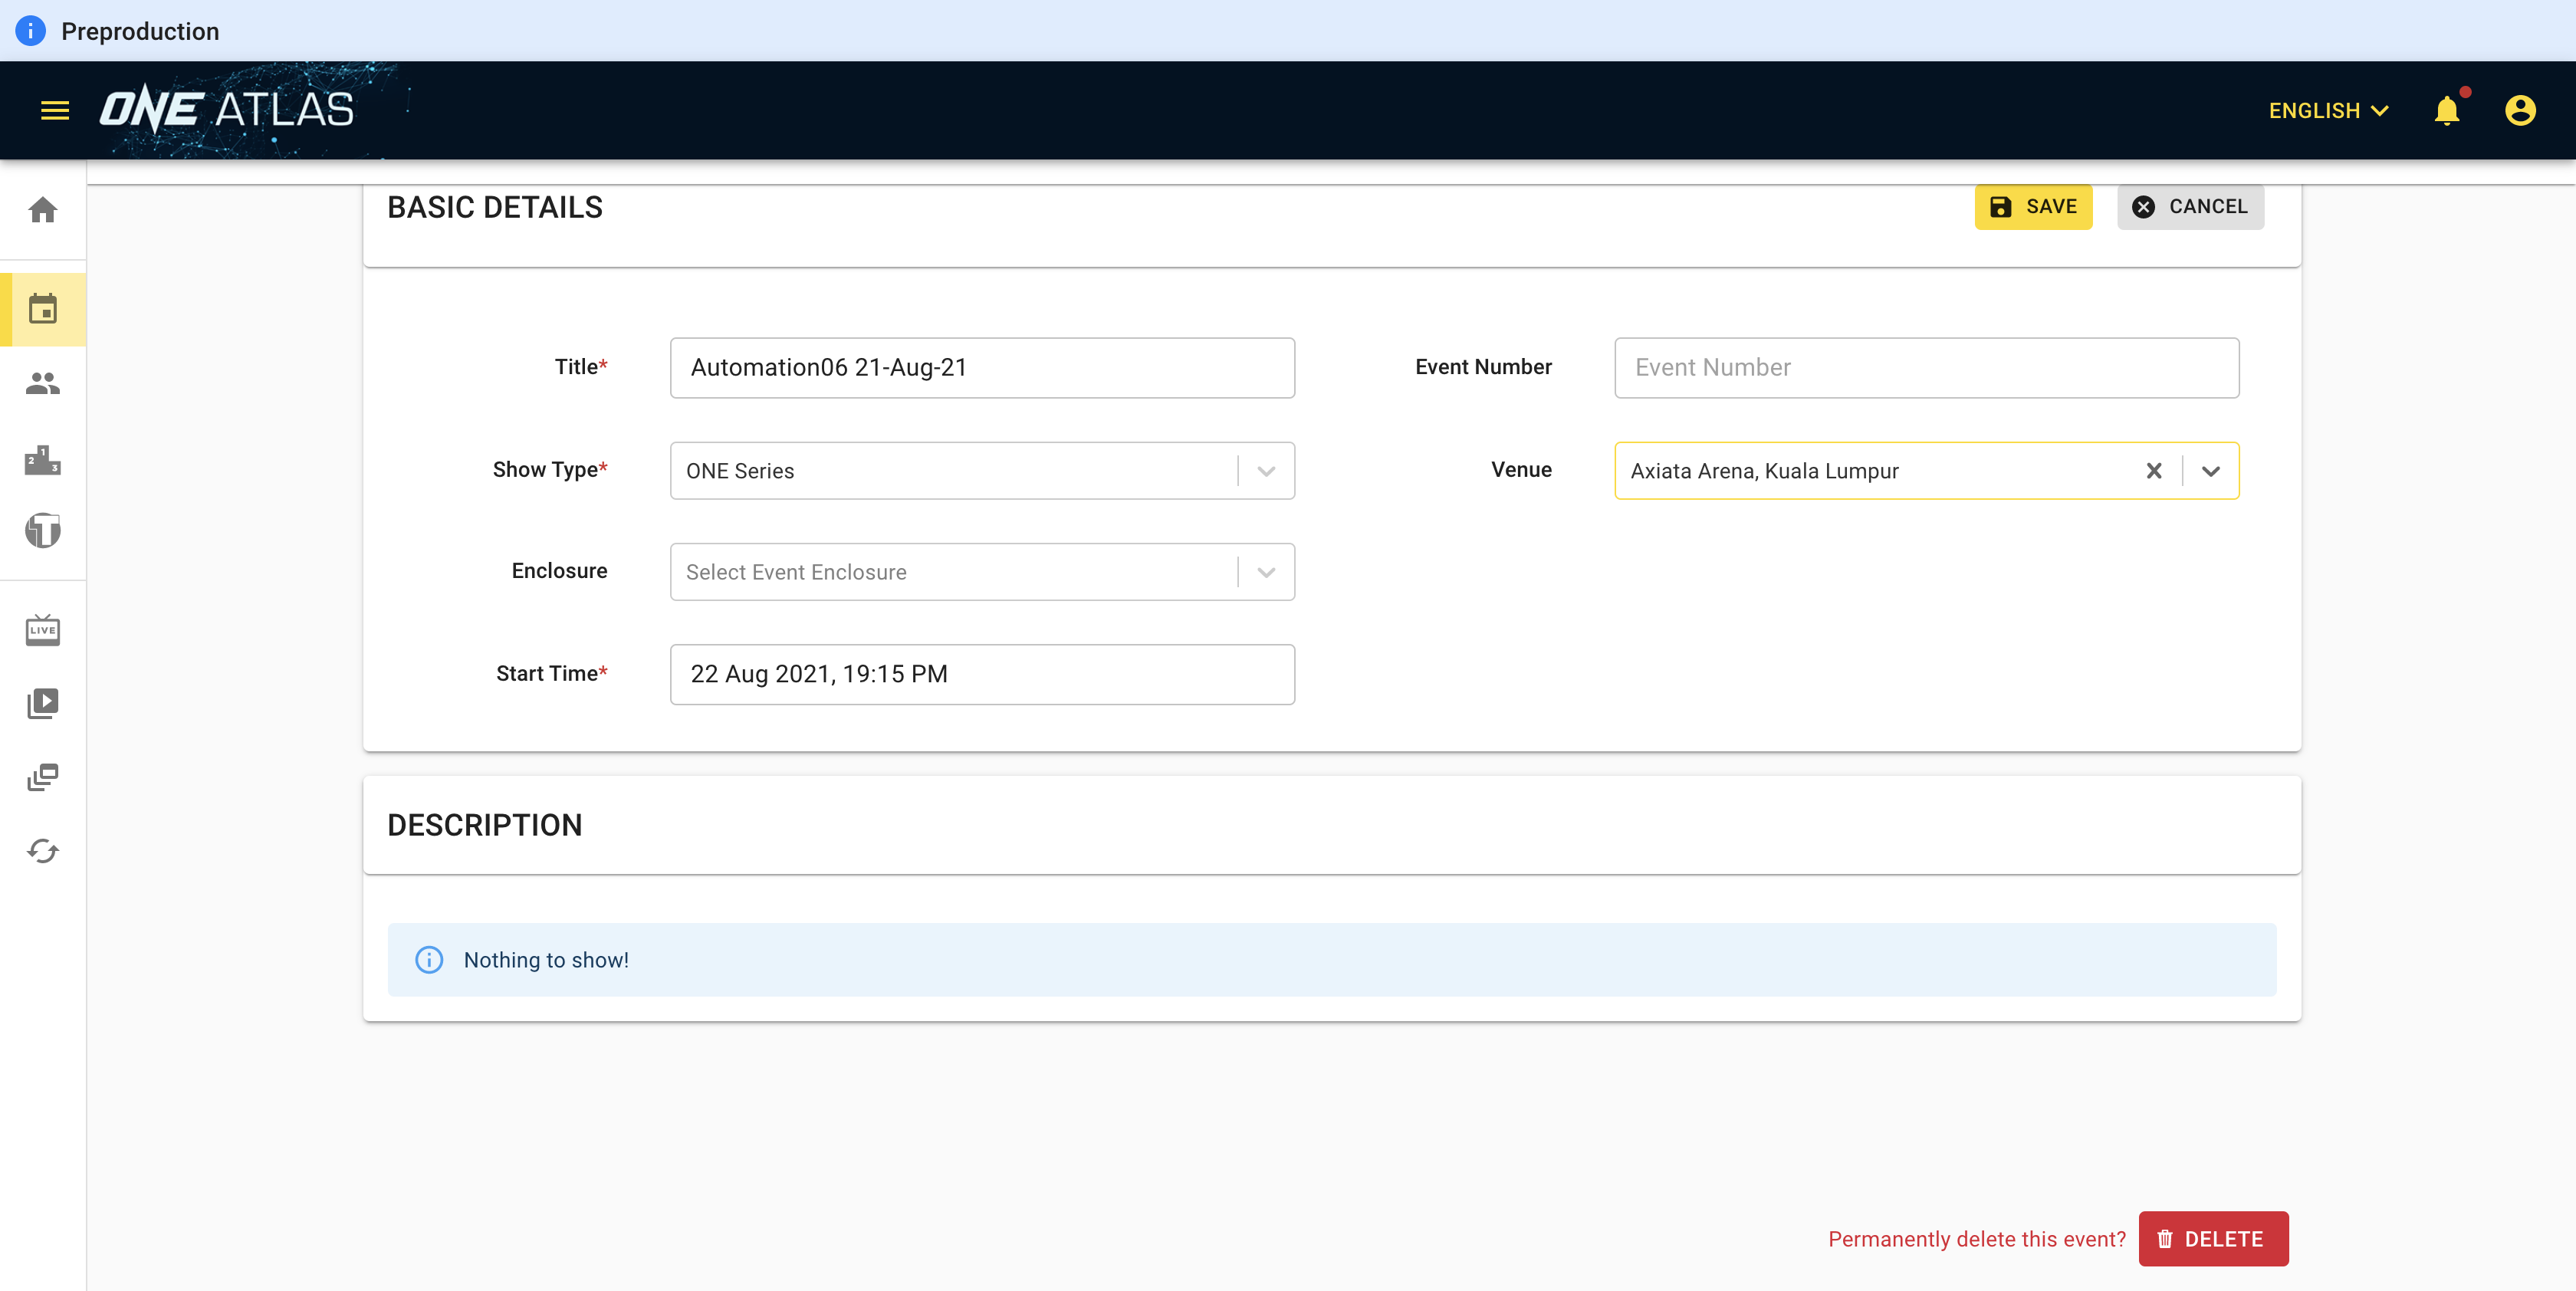 Preproduction
ONE ATLAS
ENGLISH
BASIC DETAILS
SAVE
CANCEL
Title*
Automation06 21-Aug-21
Event Number
Event Number
Show Type*
ONE Series
Venue
Axiata Arena, Kuala Lumpur
Enclosure
Select Event Enclosure
Start Time*
22 Aug 2021, 19:15 PM
LIVE
DESCRIPTION
Nothing to show!
Permanently delete this event?
DELETE